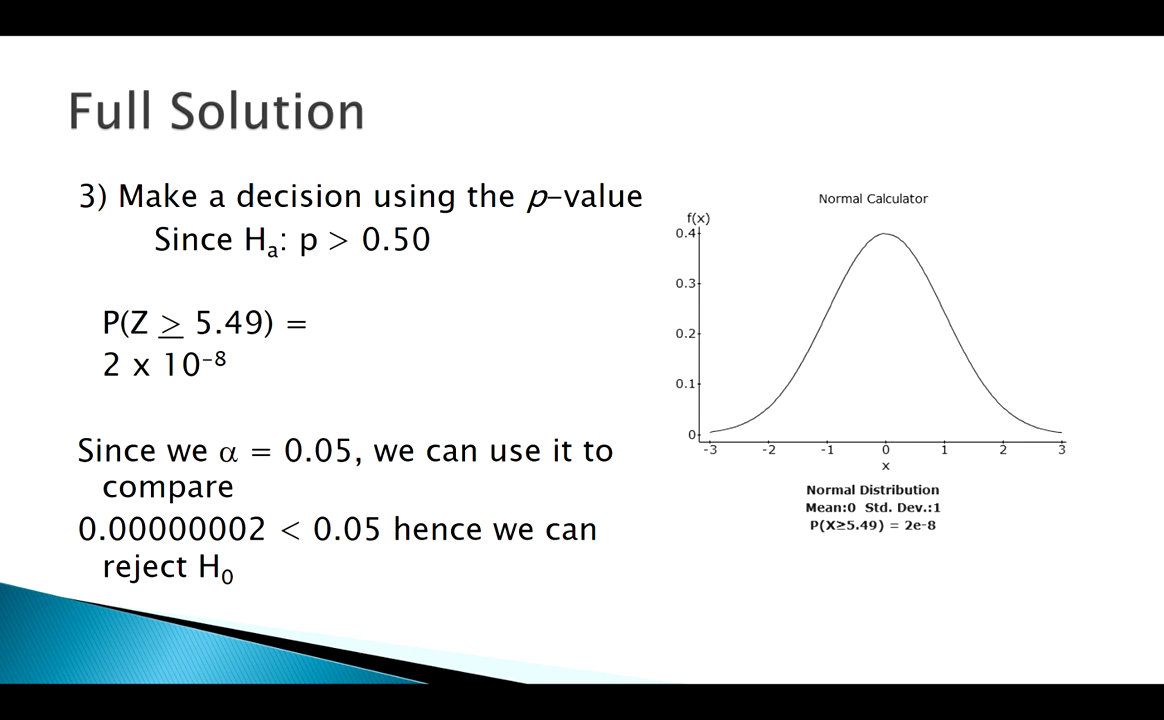 Full Solution
3) Make a decision using the p-value
Since Hₐ: p > 0.50
P(Z ≥ 5.49) =
2 x 10⁻⁸
Since we α = 0.05, we can use it to
compare
0.00000002 < 0.05 hence we can
reject H₀
Normal Calculator
f(x)
0.4
0.3
0.2
0.1
0
-3 -2 -1 0 1 2 3
x
Normal Distribution
Mean:0 Std. Dev.:1
P(X≥5.49) = 2e-8